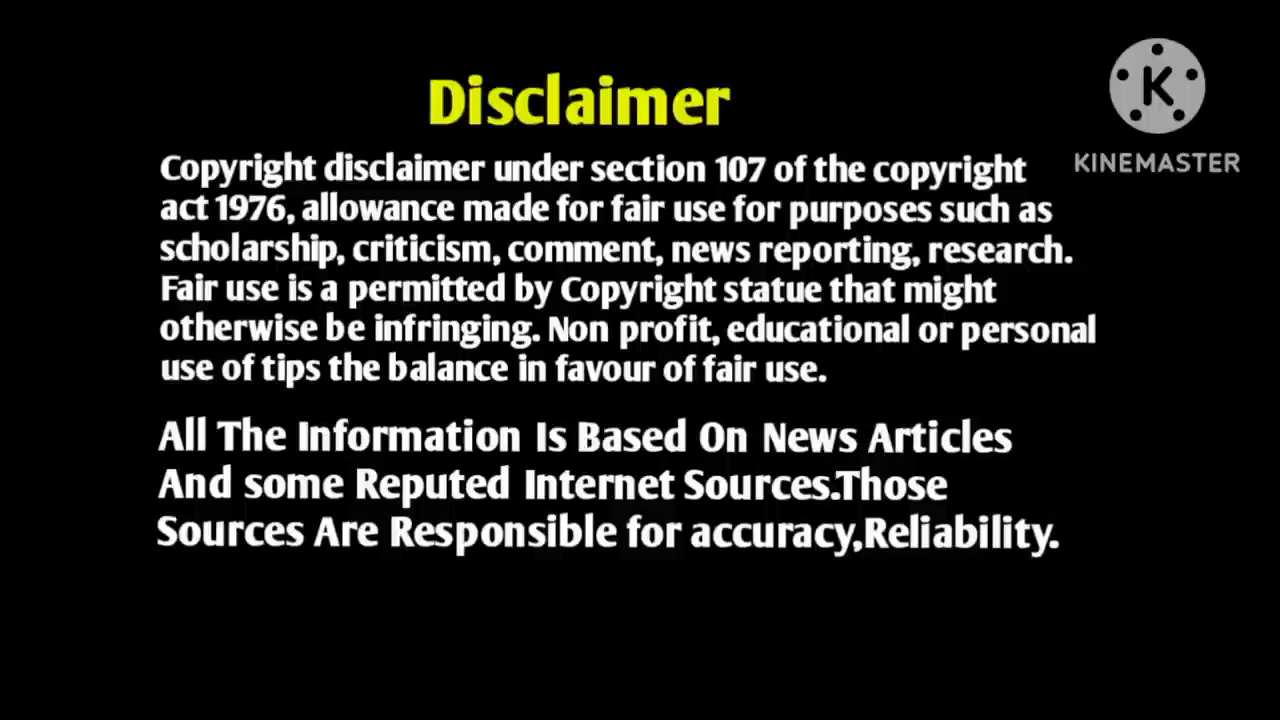 Disclaimer
K
KINEMASTER
Copyright disclaimer under section 107 of the copyright
act 1976, allowance made for fair use for purposes such as
scholarship, criticism, comment, news reporting, research.
Fair use is a permitted by Copyright statue that might
otherwise be infringing. Non profit, educational or personal
use of tips the balance in favour of fair use.
All The Information Is Based On News Articles
And some Reputed Internet Sources.Those
Sources Are Responsible for accuracy,Reliability.